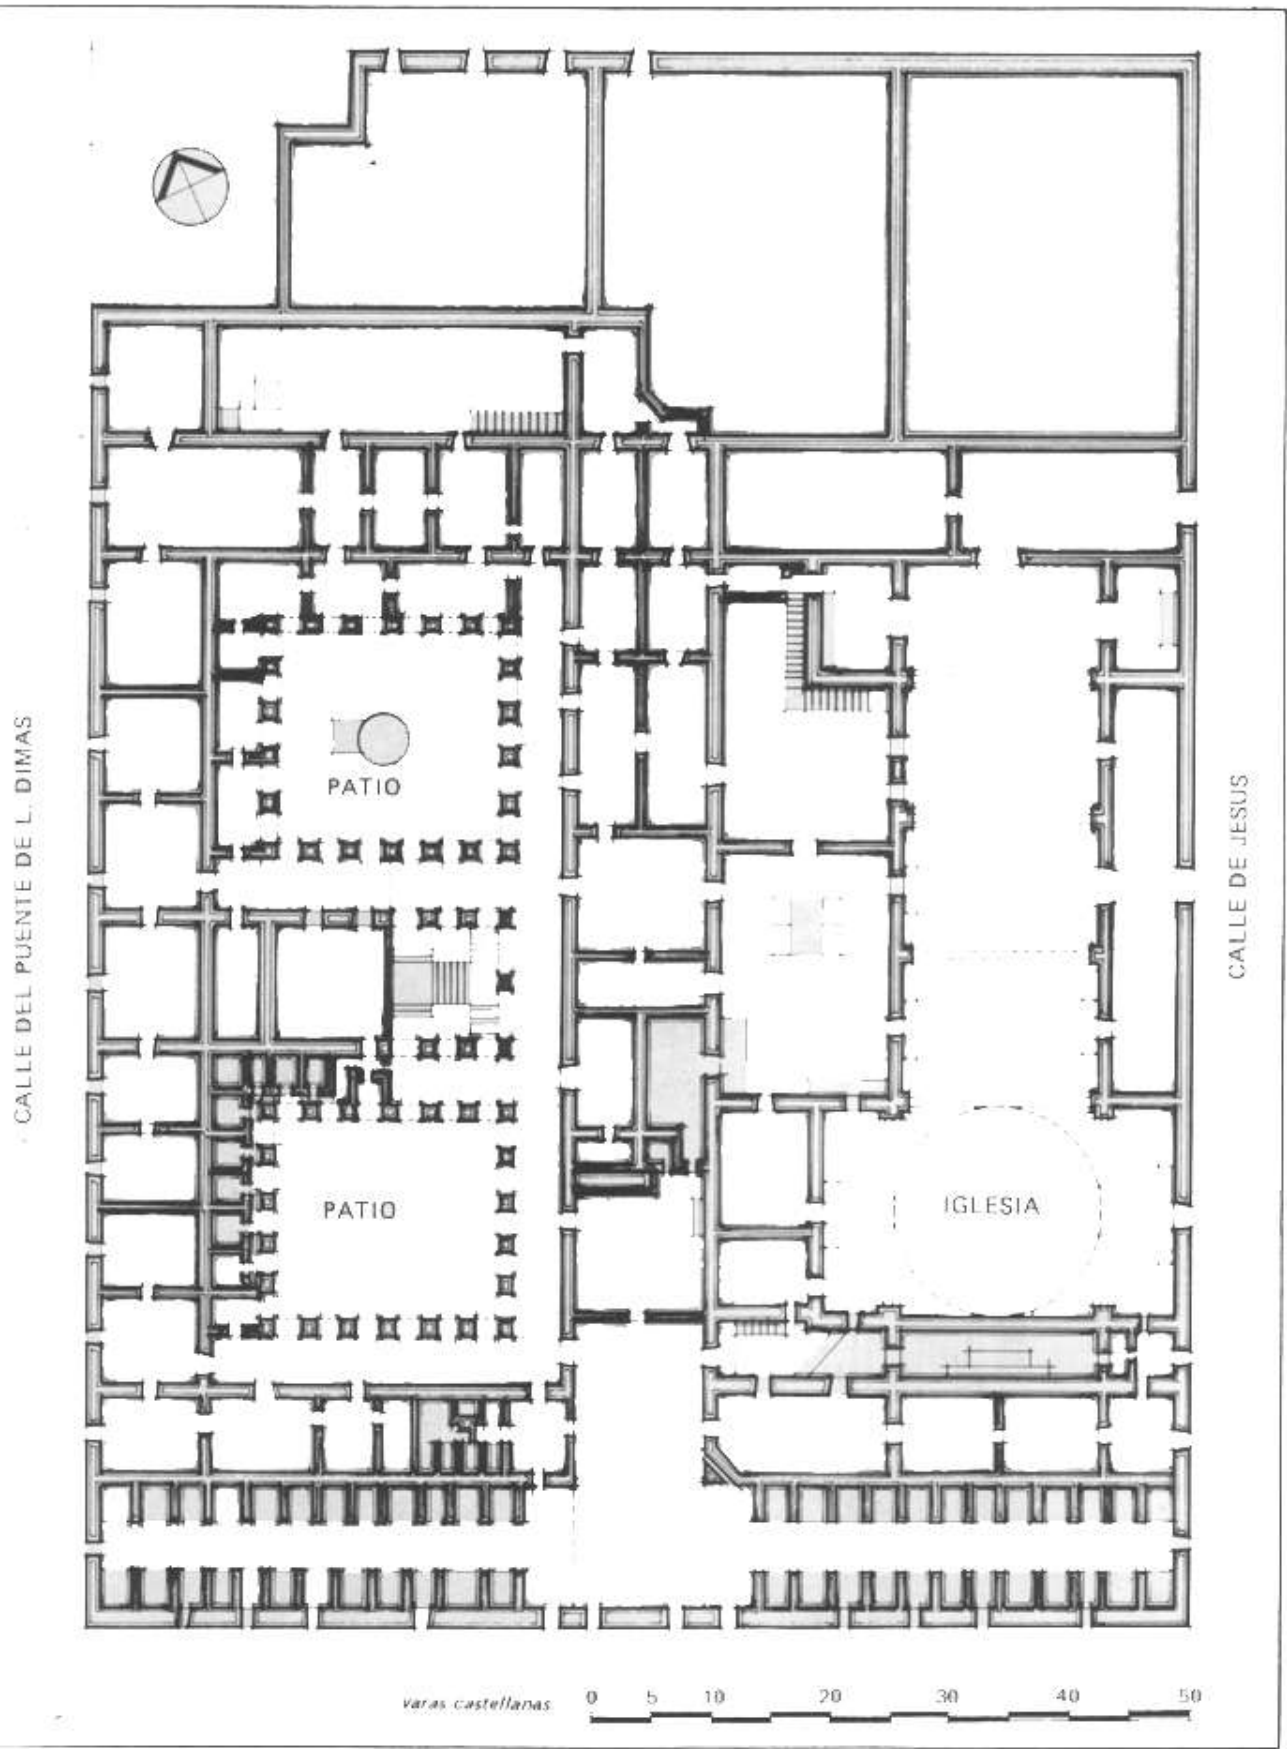 PATIO
CALLE DEL PUENTE DE L. DIMAS
CALLE DE JESUS
PATIO
IGLESIA
varas castellanas 0 5 10 20 30 40 50